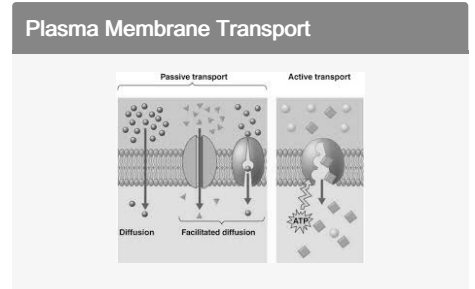 Plasma Membrane Transport
Passive transport
Active transport
ATP
Diffusion
Facilitated diffusion